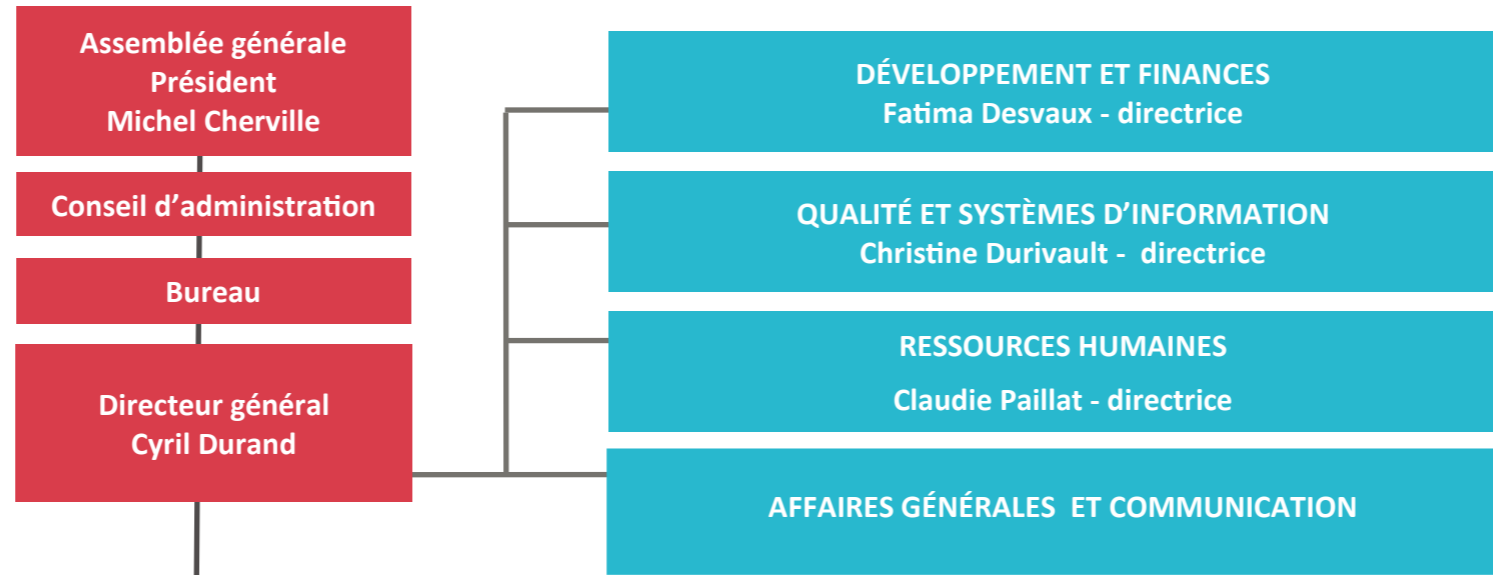 Assemblée générale
Président
Michel Cherville
Conseil d’administration
Bureau
Directeur général
Cyril Durand
DÉVELOPPEMENT ET FINANCES
Fatima Desvaux - directrice
QUALITÉ ET SYSTÈMES D’INFORMATION
Christine Durivault - directrice
RESSOURCES HUMAINES
Claudie Paillat - directrice
AFFAIRES GÉNÉRALES ET COMMUNICATION